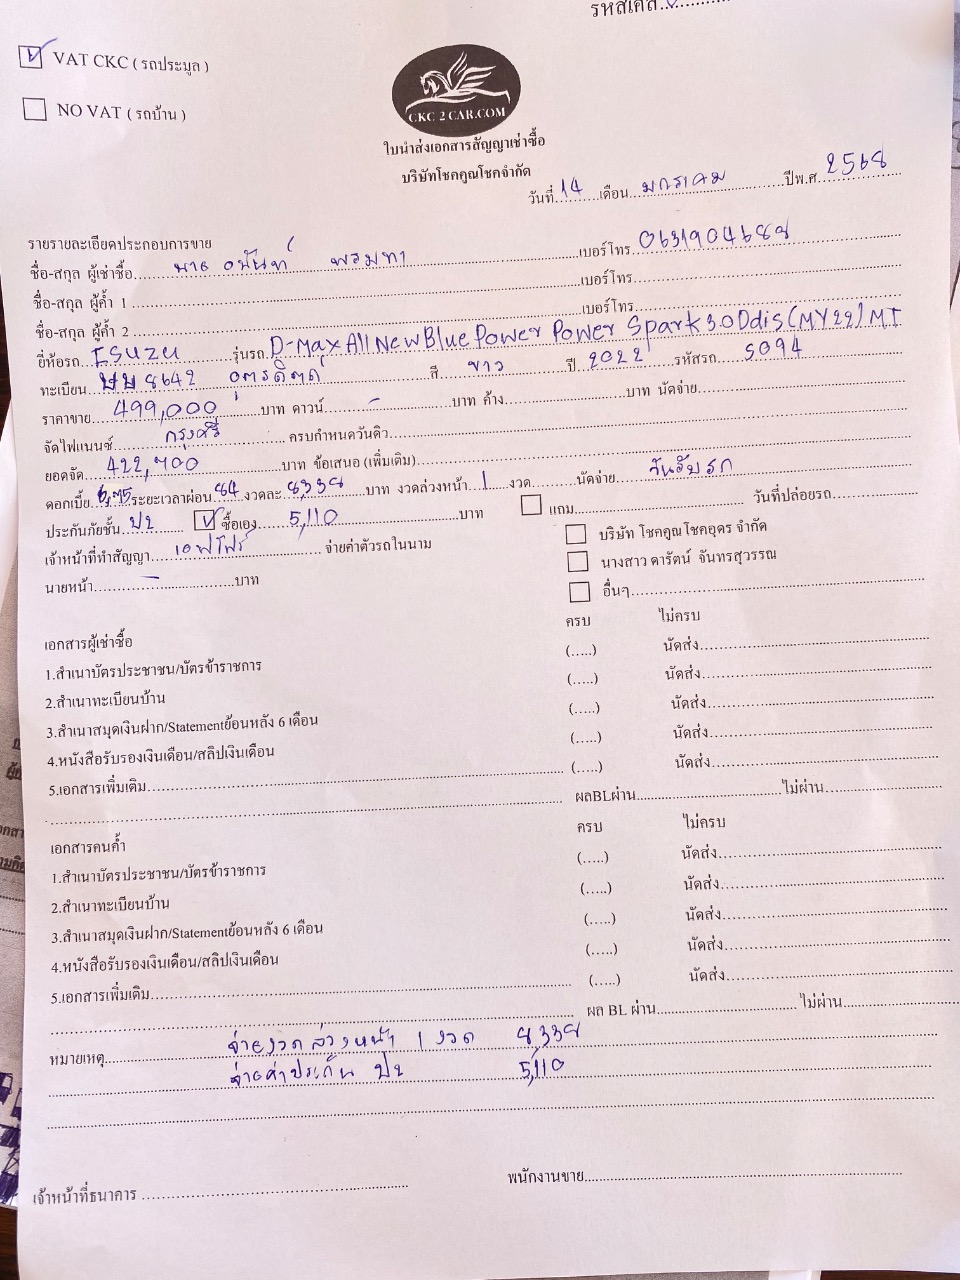 รหัสเคส
VAT CKC ( รถประมูล )
NO VAT ( รถบ้าน )
CKC 2 CAR.COM
ใบนำส่งเอกสารสัญญาเช่าซื้อ
บริษัทโชคคูณโชคจำกัด
วันที่ 14 เดือน มกราคม ปีพ.ศ. 2568
รายรายละเอียดประกอบการขาย
ชื่อ-สกุล ผู้เช่าซื้อ นาย อนันท์ พรมทา เบอร์โทร 0631904688
ชื่อ-สกุล ผู้ค้ำ 1 เบอร์โทร
ชื่อ-สกุล ผู้ค้ำ 2 เบอร์โทร
ยี่ห้อรถ ISUZU รุ่นรถ D-Max All New Blue Power Power Spark 3.0 Ddis (MY22) MT
ทะเบียน 8642 อุตรดิตถ์ สี ขาว ปี 2022 รหัสรถ 5094
ราคาขาย 499,000 บาท ดาวน์ - บาท ค้าง บาท นัดจ่าย
จัดไฟแนนซ์ กรุงศรี ครบกำหนดวันคิว
ยอดจัด 422,700 บาท ข้อเสนอ (เพิ่มเติม)
ดอกเบี้ย ระยะเวลาผ่อน 84 งวดละ 8,338 บาท งวดล่วงหน้า 1 งวด นัดจ่าย วันรับรถ
ประกันภัยชั้น ป2 ซื้อเอง 5,110 บาท แถม วันที่ปล่อยรถ
เจ้าหน้าที่ทำสัญญา เอฟโฟร์ จ่ายค่าตัวรถในนาม บริษัท โชคคูณโชคอุดร จำกัด
นายหน้า - บาท นางสาว ดารัตน์ จันทรสุวรรณ
อื่นๆ
เอกสารผู้เช่าซื้อ ครบ ไม่ครบ
1.สำเนาบัตรประชาชน/บัตรข้าราชการ (.....) นัดส่ง
2.สำเนาทะเบียนบ้าน (.....) นัดส่ง
3.สำเนาสมุดเงินฝาก/Statementย้อนหลัง 6 เดือน (.....) นัดส่ง
4.หนังสือรับรองเงินเดือน/สลิปเงินเดือน (.....) นัดส่ง
5.เอกสารเพิ่มเติม (.....) นัดส่ง
ผลBLผ่าน ไม่ผ่าน
เอกสารคนค้ำ ครบ ไม่ครบ
1.สำเนาบัตรประชาชน/บัตรข้าราชการ (.....) นัดส่ง
2.สำเนาทะเบียนบ้าน (.....) นัดส่ง
3.สำเนาสมุดเงินฝาก/Statementย้อนหลัง 6 เดือน (.....) นัดส่ง
4.หนังสือรับรองเงินเดือน/สลิปเงินเดือน (.....) นัดส่ง
5.เอกสารเพิ่มเติม (.....) นัดส่ง
ผล BL ผ่าน ไม่ผ่าน
หมายเหตุ จ่ายงวดล่วงหน้า 1 งวด 8,338
จ่ายค่าประกัน ป2 5,110
เจ้าหน้าที่ธนาคาร พนักงานขาย